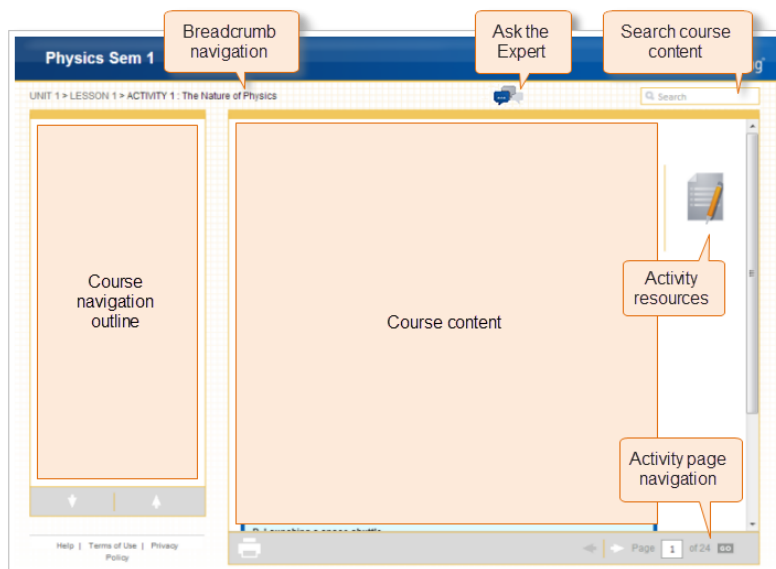 Breadcrumb
navigation
Ask the
Expert
Search course
content
Physics Sem 1
UNIT 1 > LESSON 1 > ACTIVITY 1 : The Nature of Physics
Search
Course
navigation
outline
Course content
Activity
resources
Activity page
navigation
Page 1 of 24 GO
Help | Terms of Use | Privacy
Policy